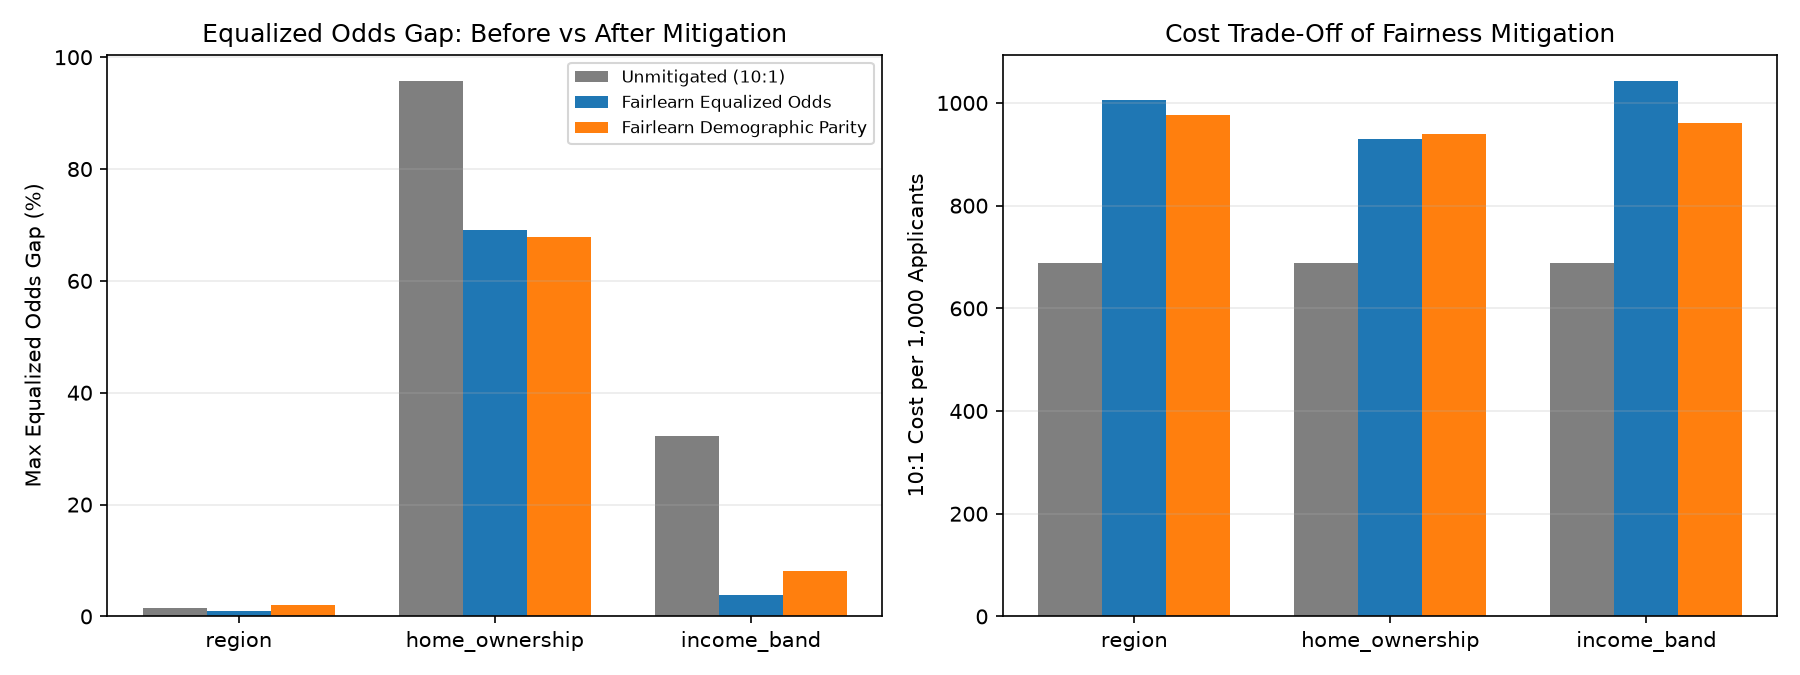 Equalized Odds Gap: Before vs After Mitigation
Max Equalized Odds Gap (%)
100
80
60
40
20
0
Unmitigated (10:1)
Fairlearn Equalized Odds
Fairlearn Demographic Parity
region
home_ownership
income_band
Cost Trade-Off of Fairness Mitigation
10:1 Cost per 1,000 Applicants
1000
800
600
400
200
0
region
home_ownership
income_band